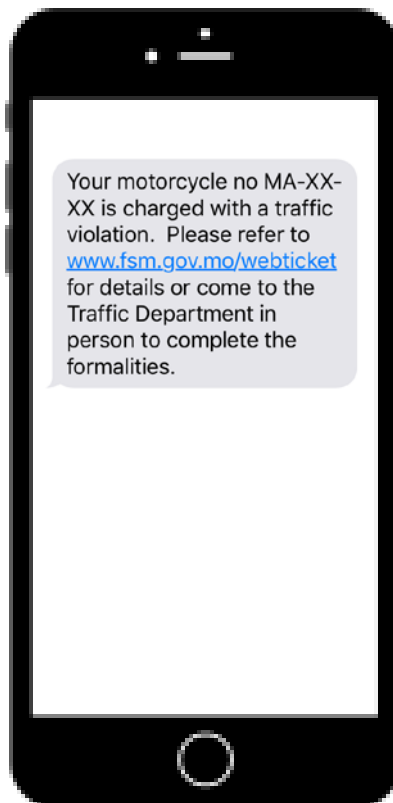 Your motorcycle no MA-XX-
XX is charged with a traffic
violation.  Please refer to
www.fsm.gov.mo/webticket
for details or come to the
Traffic Department in
person to complete the
formalities.